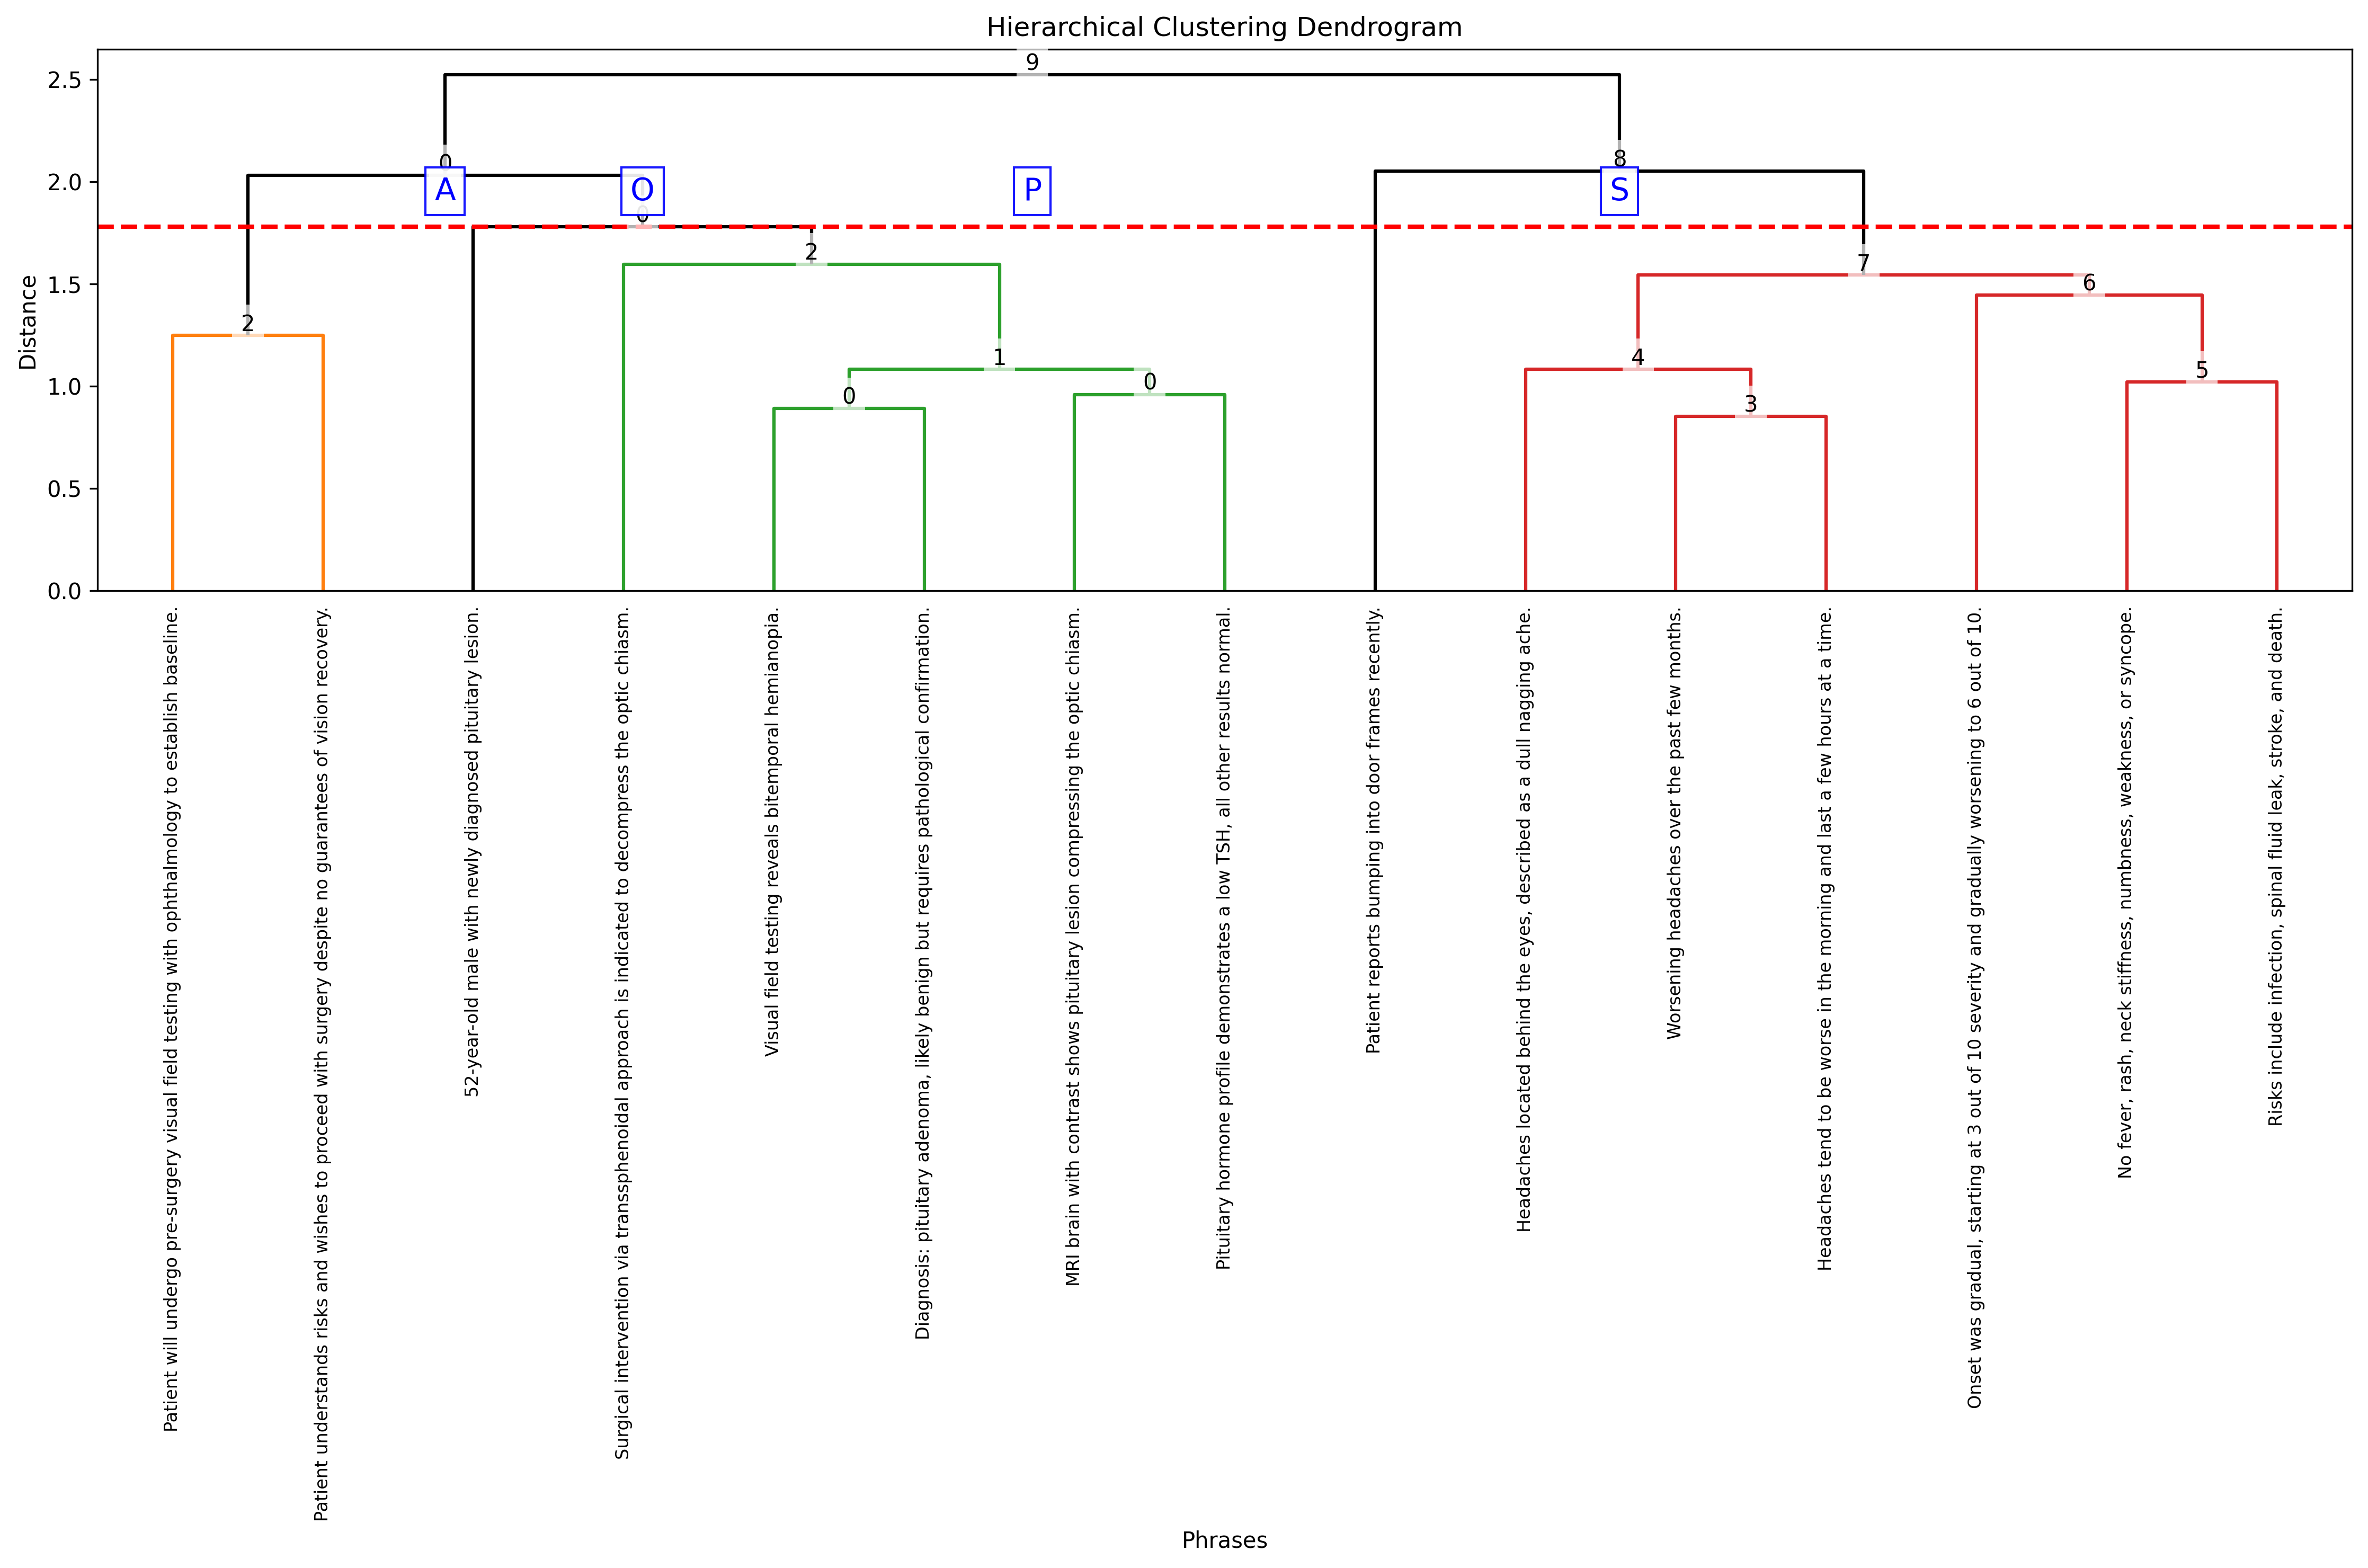 Hierarchical Clustering Dendrogram
Distance
2.5
2.0
1.5
1.0
0.5
0.0
9
0
8
A
O
P
S
0
2
7
6
2
1
4
0
5
0
3
Patient will undergo pre-surgery visual field testing with ophthalmology to establish baseline.
Patient understands risks and wishes to proceed with surgery despite no guarantees of vision recovery.
52-year-old male with newly diagnosed pituitary lesion.
Surgical intervention via transsphenoidal approach is indicated to decompress the optic chiasm.
Visual field testing reveals bitemporal hemianopia.
Diagnosis: pituitary adenoma, likely benign but requires pathological confirmation.
MRI brain with contrast shows pituitary lesion compressing the optic chiasm.
Pituitary hormone profile demonstrates a low TSH, all other results normal.
Patient reports bumping into door frames recently.
Headaches located behind the eyes, described as a dull nagging ache.
Worsening headaches over the past few months.
Headaches tend to be worse in the morning and last a few hours at a time.
Onset was gradual, starting at 3 out of 10 severity and gradually worsening to 6 out of 10.
No fever, rash, neck stiffness, numbness, weakness, or syncope.
Risks include infection, spinal fluid leak, stroke, and death.
Phrases